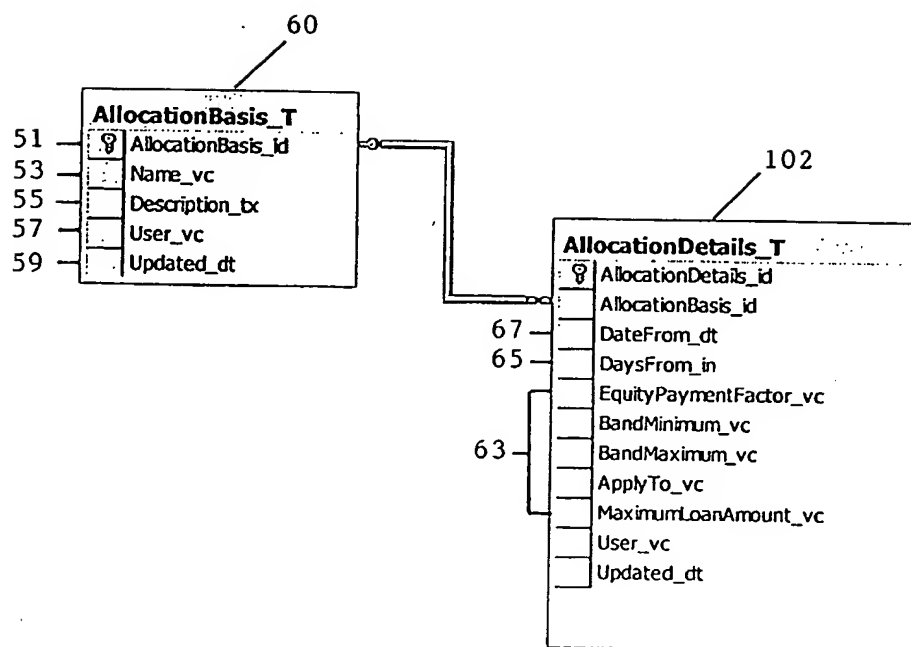 60
AllocationBasis_T
51 AllocationBasis_id
53 Name_vc
55 Description_tx
57 User_vc
59 Updated_dt
102
AllocationDetails_T
AllocationDetails_id
AllocationBasis_id
67 DateFrom_dt
65 DaysFrom_in
EquityPaymentFactor_vc
BandMinimum_vc
63 BandMaximum_vc
ApplyTo_vc
MaximumLoanAmount_vc
User_vc
Updated_dt